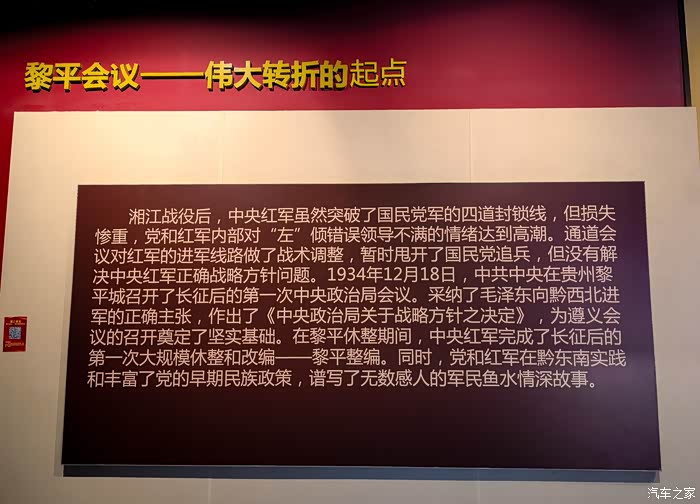 黎平会议——伟大转折的起点
湘江战役后，中央红军虽然突破了国民党军的四道封锁线，但损失
惨重，党和红军内部对“左”倾错误领导不满的情绪达到高潮。通道会
议对红军的进军线路做了战术调整，暂时甩开了国民党追兵，但没有解
决中央红军正确战略方针问题。1934年12月18日，中共中央在贵州黎
平城召开了长征后的第一次中央政治局会议。采纳了毛泽东向黔西北进
军的正确主张，作出了《中央政治局关于战略方针之决定》，为遵义会
议的召开奠定了坚实基础。在黎平休整期间，中央红军完成了长征后的
第一次大规模休整和改编——黎平整编。同时，党和红军在黔东南实践
和丰富了党的早期民族政策，谱写了无数感人的军民鱼水情深故事。
汽车之家